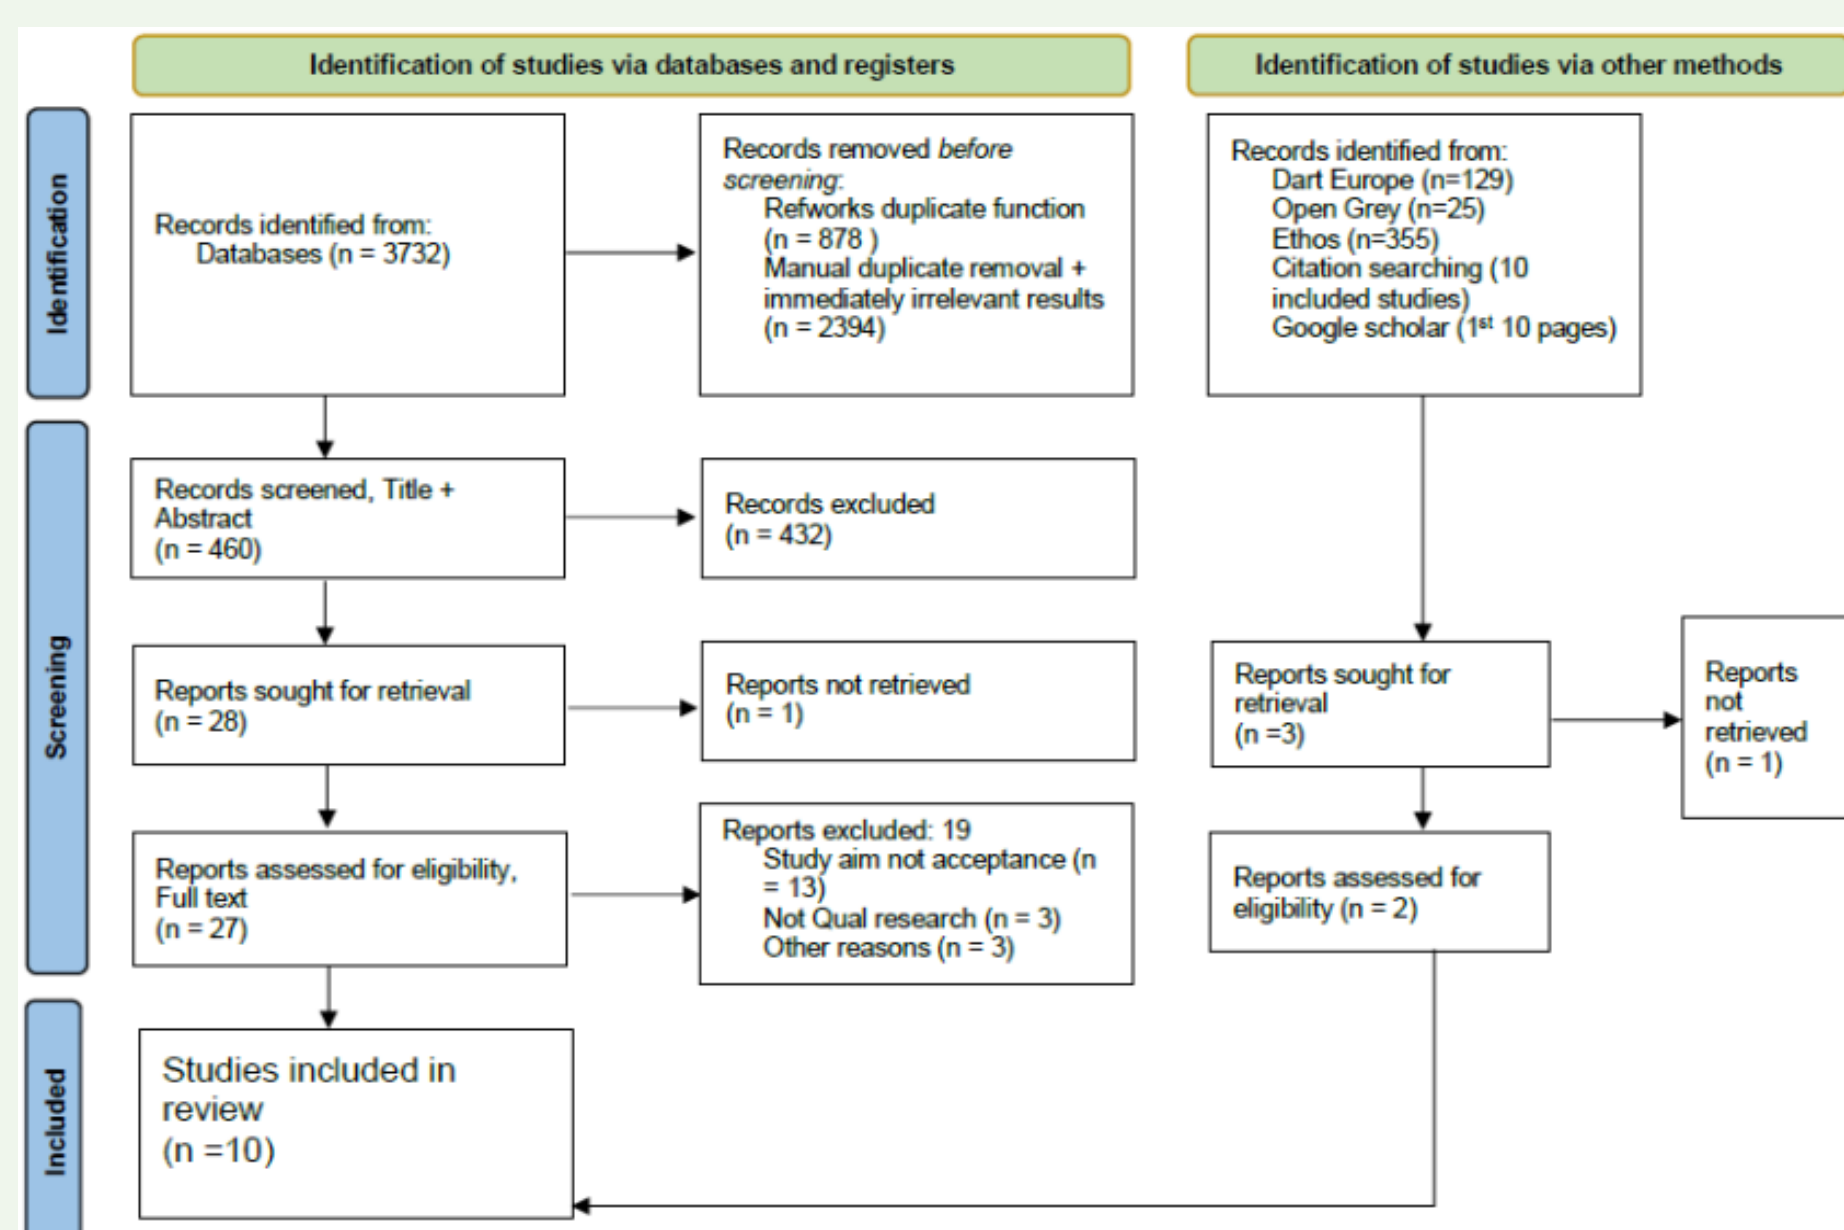 Identification of studies via databases and registers
Identification of studies via other methods
Identification
Records identified from:
Databases (n = 3732)
Records removed before
screening:
Refworks duplicate function
(n = 878 )
Manual duplicate removal +
immediately irrelevant results
(n = 2394)
Records identified from:
Dart Europe (n=129)
Open Grey (n=25)
Ethos (n=355)
Citation searching (10
included studies)
Google scholar (1st 10 pages)
Screening
Records screened, Title +
Abstract
(n = 460)
Records excluded
(n = 432)
Reports sought for retrieval
(n = 28)
Reports not retrieved
(n = 1)
Reports sought for
retrieval
(n =3)
Reports
not
retrieved
(n = 1)
Reports assessed for eligibility,
Full text
(n = 27)
Reports excluded: 19
Study aim not acceptance (n
= 13)
Not Qual research (n = 3)
Other reasons (n = 3)
Reports assessed for
eligibility (n = 2)
Included
Studies included in
review
(n =10)